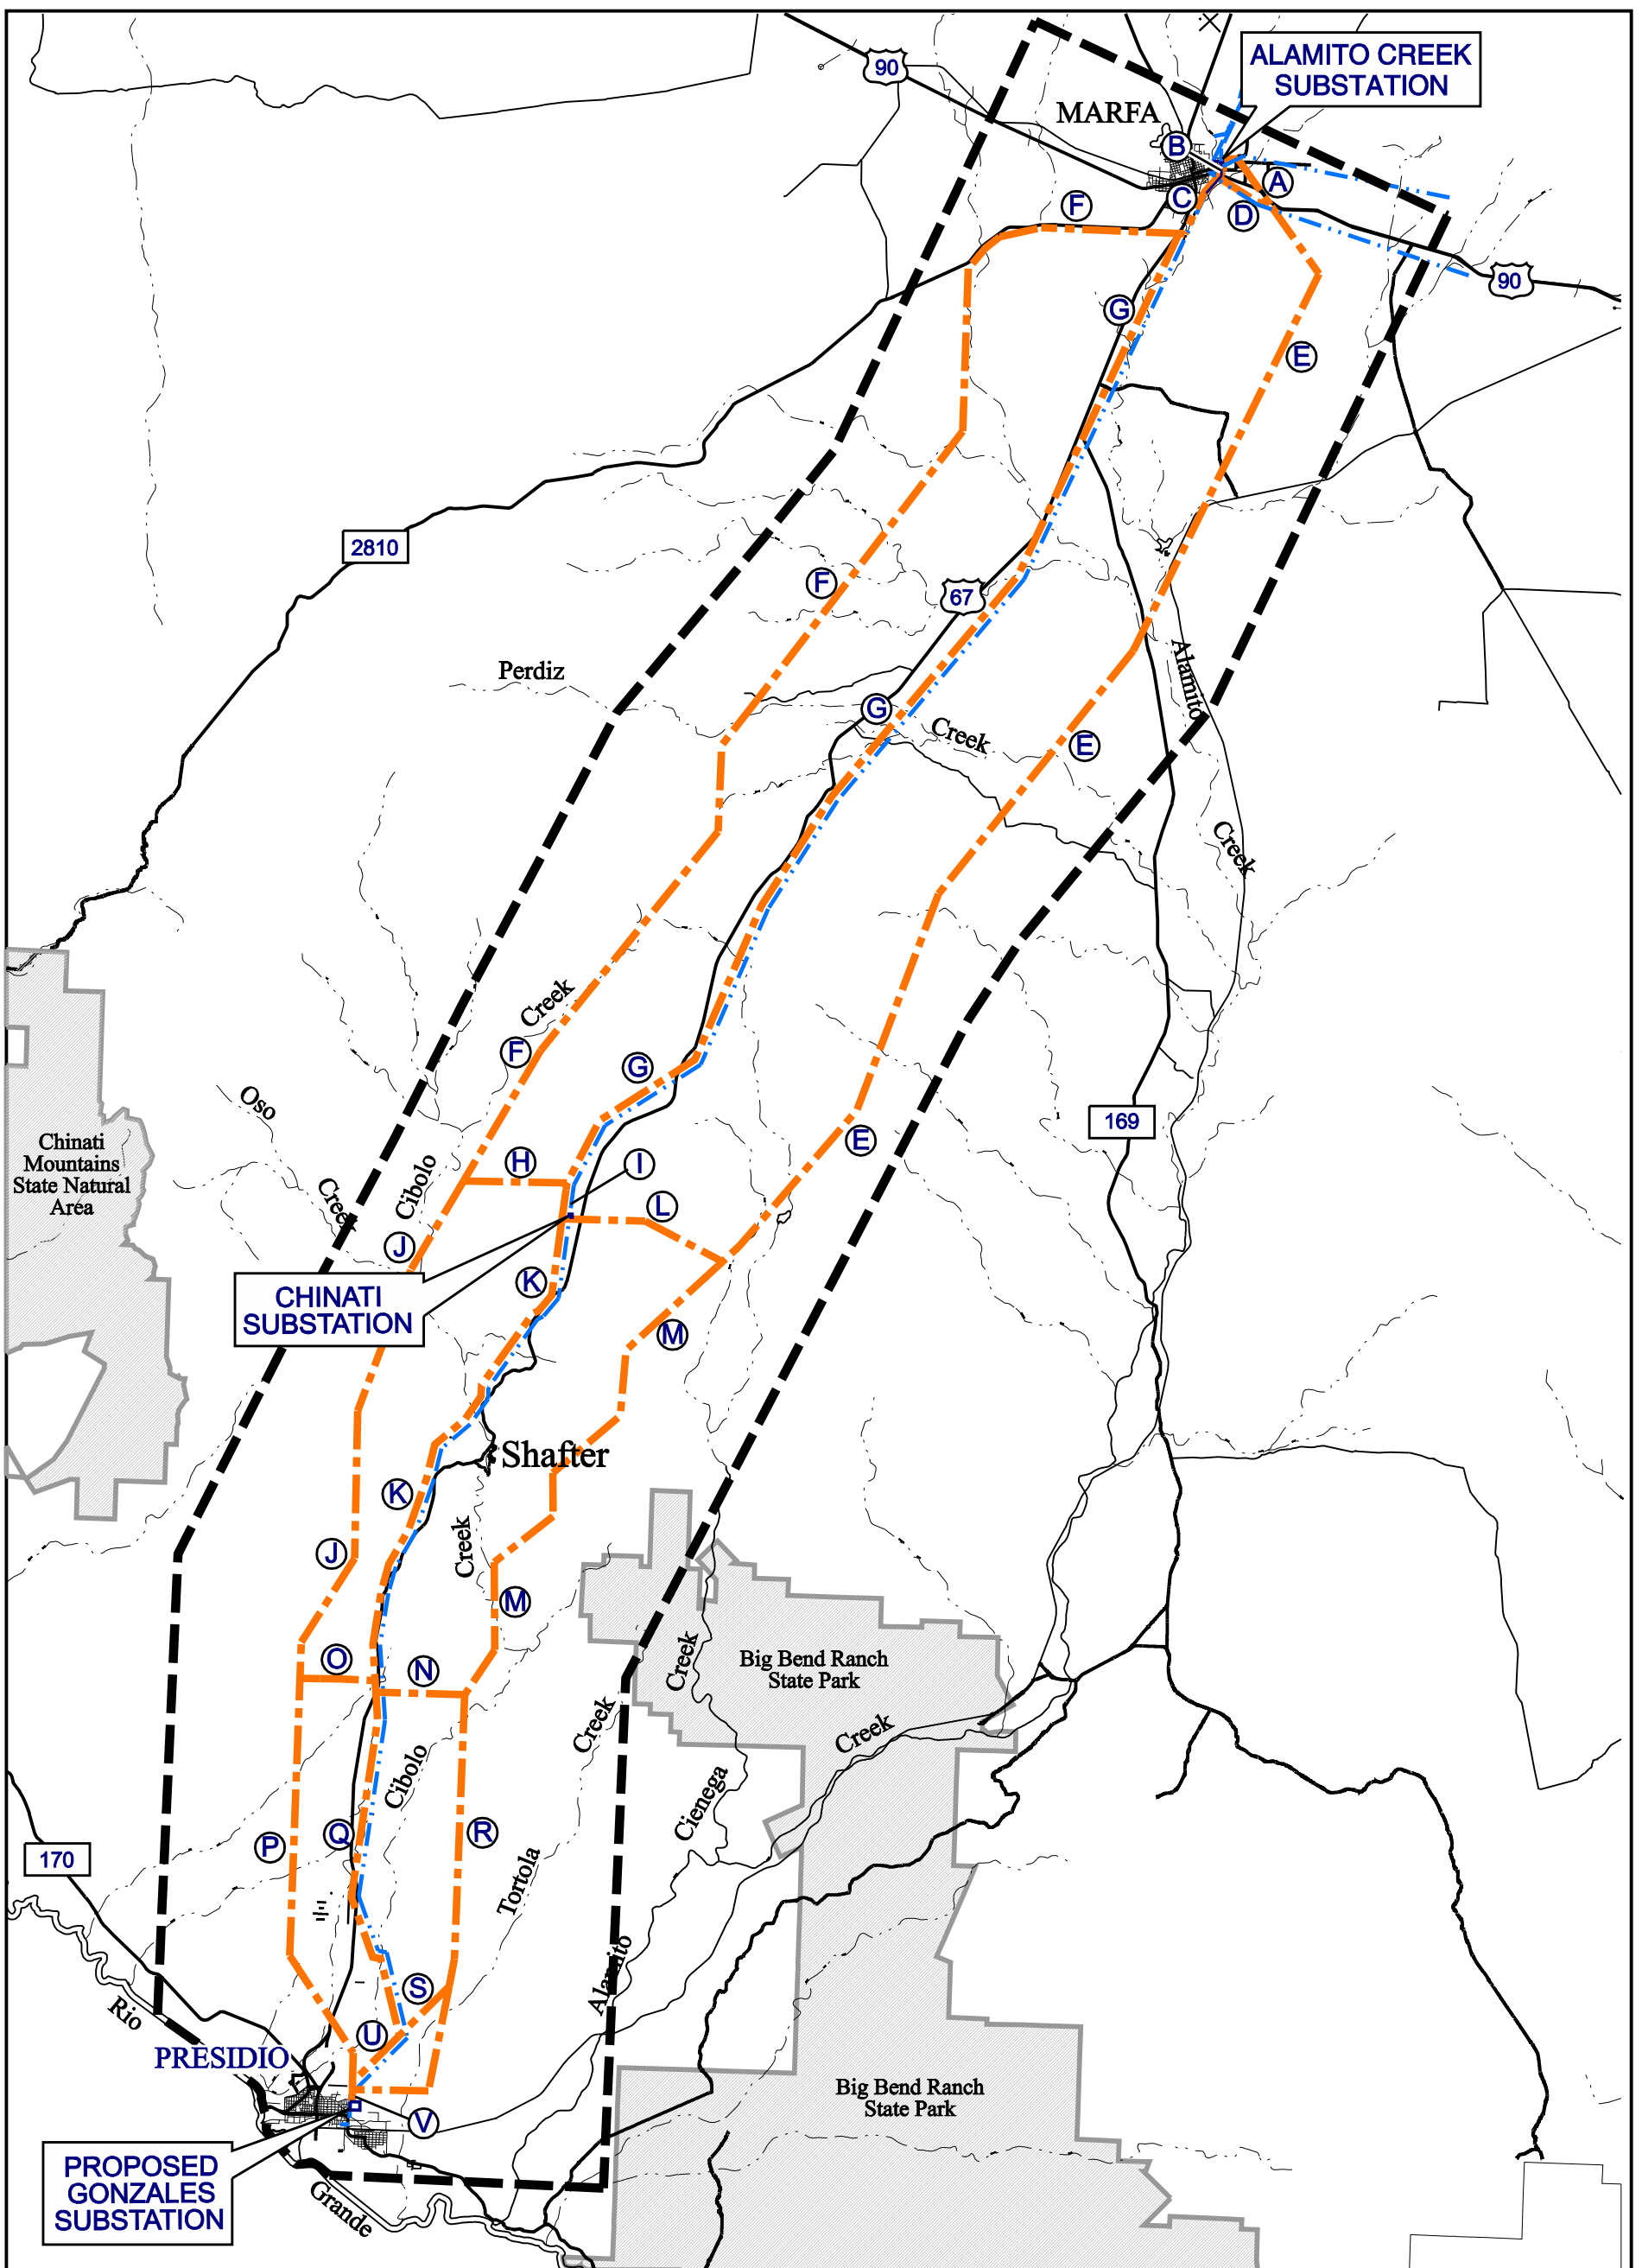 90
ALAMITO CREEK
SUBSTATION
MARFA
B
A
C
D
F
90
G
E
2810
F
67
Perdiz
Alamito
G
Creek
E
Creek
Creek
F
G
Oso
169
E
Chinati
Mountains
State Natural
Area
H
I
Cibolo
Creek
L
J
K
CHINATI
SUBSTATION
M
Shafter
K
Creek
J
M
O
N
Creek
Big Bend Ranch
State Park
Creek
Creek
Cibolo
Cienega
P
Q
R
170
Tortola
Alamito
S
Rio
U
PRESIDIO
Big Bend Ranch
State Park
V
PROPOSED
GONZALES
SUBSTATION
Grande